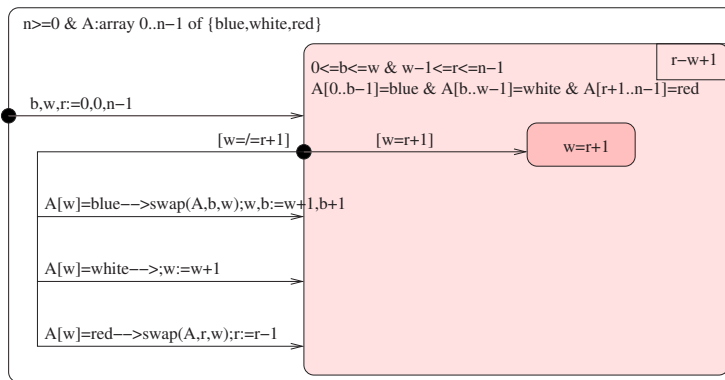 n>=0 & A:array 0..n−1 of {blue,white,red}
r−w+1
0<=b<=w & w−1<=r<=n−1
A[0..b−1]=blue & A[b..w−1]=white & A[r+1..n−1]=red
b,w,r:=0,0,n−1
[w=/=r+1]
[w=r+1]
w=r+1
A[w]=blue−−>swap(A,b,w);w,b:=w+1,b+1
A[w]=white−−>;w:=w+1
A[w]=red−−>swap(A,r,w);r:=r−1